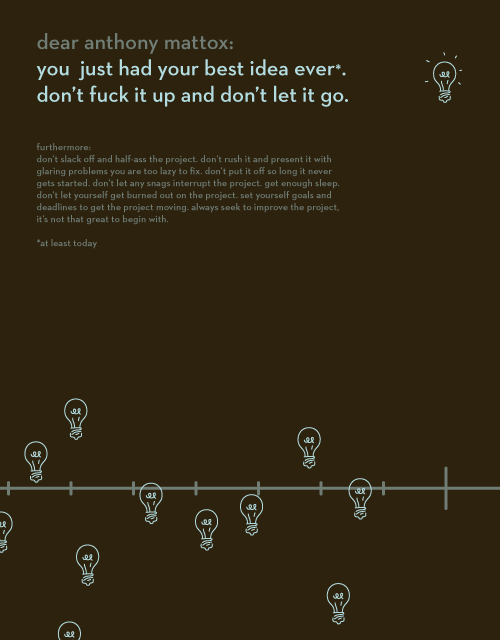 dear anthony mattox:
you  just had your best idea ever*.
don't fuck it up and don't let it go.
furthermore:
don't slack off and half-ass the project. don't rush it and present it with
glaring problems you are too lazy to fix. don't put it off so long it never
gets started. don't let any snags interrupt the project. get enough sleep.
don't let yourself get burned out on the project. set yourself goals and
deadlines to get the project moving. always seek to improve the project,
it's not that great to begin with.
*at least today